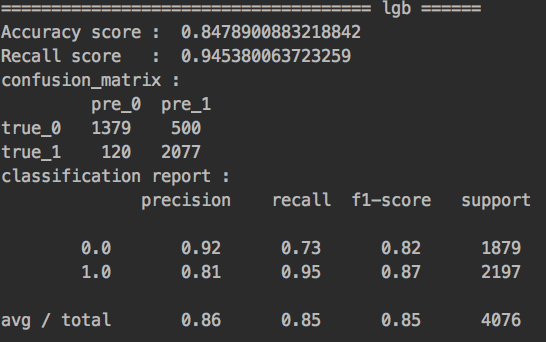 ===================================== lgb ======
Accuracy score :  0.8478900883218842
Recall score   :  0.945380063723259
confusion_matrix :
         pre_0  pre_1
true_0   1379    500
true_1    120   2077
classification report :
              precision    recall  f1-score   support

        0.0       0.92      0.73      0.82      1879
        1.0       0.81      0.95      0.87      2197

avg / total       0.86      0.85      0.85      4076